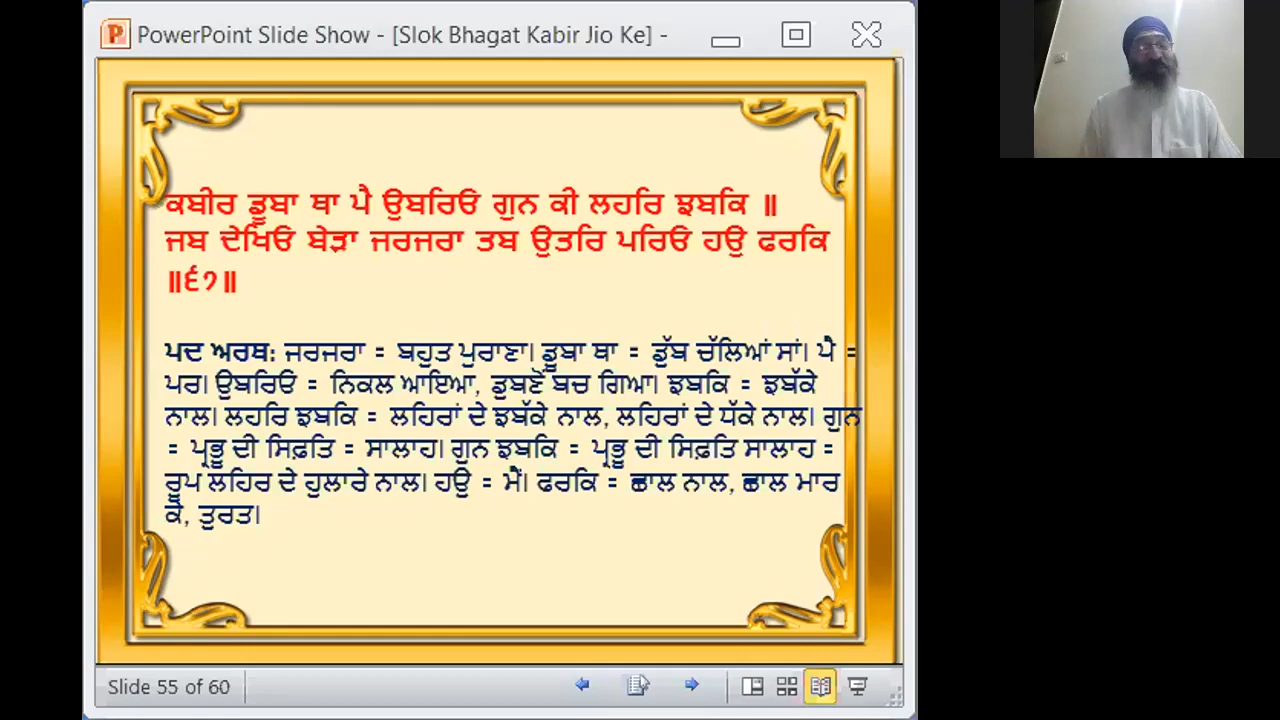 PowerPoint Slide Show - [Slok Bhagat Kabir Jio Ke] -
ਕਬੀਰ ਡੂਬਾ ਥਾ ਪੈ ਉਬਰਿਓ ਗੁਨ ਕੀ ਲਹਰਿ ਝਬਕਿ ॥
ਜਬ ਦੇਖਿਓ ਬੇੜਾ ਜਰਜਰਾ ਤਬ ਉਤਰਿ ਪਰਿਓ ਹਉ ਫਰਕਿ
॥੬੭॥
ਪਦ ਅਰਥ: ਜਰਜਰਾ = ਬਹੁਤ ਪੁਰਾਣਾ। ਡੂਬਾ ਥਾ = ਡੁੱਬ ਚੱਲਿਆਂ ਸਾਂ। ਪੈ =
ਪਰ। ਉਬਰਿਓ = ਨਿਕਲ ਆਇਆ, ਡੁਬਣੋਂ ਬਚ ਗਿਆ। ਝਬਕਿ = ਝਬੱਕੇ
ਨਾਲ। ਲਹਰਿ ਝਬਕਿ = ਲਹਿਰਾਂ ਦੇ ਝਬੱਕੇ ਨਾਲ, ਲਹਿਰਾਂ ਦੇ ਧੱਕੇ ਨਾਲ। ਗੁਨ
= ਪ੍ਰਭੂ ਦੀ ਸਿਫ਼ਤਿ = ਸਾਲਾਹ। ਗੁਨ ਝਬਕਿ = ਪ੍ਰਭੂ ਦੀ ਸਿਫ਼ਤਿ ਸਾਲਾਹ =
ਰੂਪ ਲਹਿਰ ਦੇ ਹੁਲਾਰੇ ਨਾਲ। ਹਉ = ਮੈਂ। ਫਰਕਿ = ਛਾਲ ਨਾਲ, ਛਾਲ ਮਾਰ
ਕੇ, ਤੁਰਤ।
Slide 55 of 60